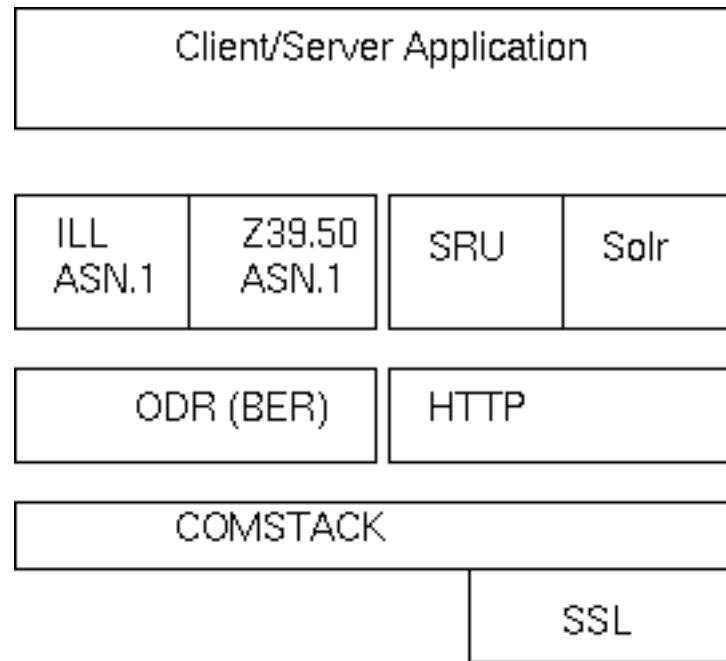 Client/Server Application
ILL
ASN.1
Z39.50
ASN.1
SRU
Solr
ODR (BER)
HTTP
COMSTACK
SSL